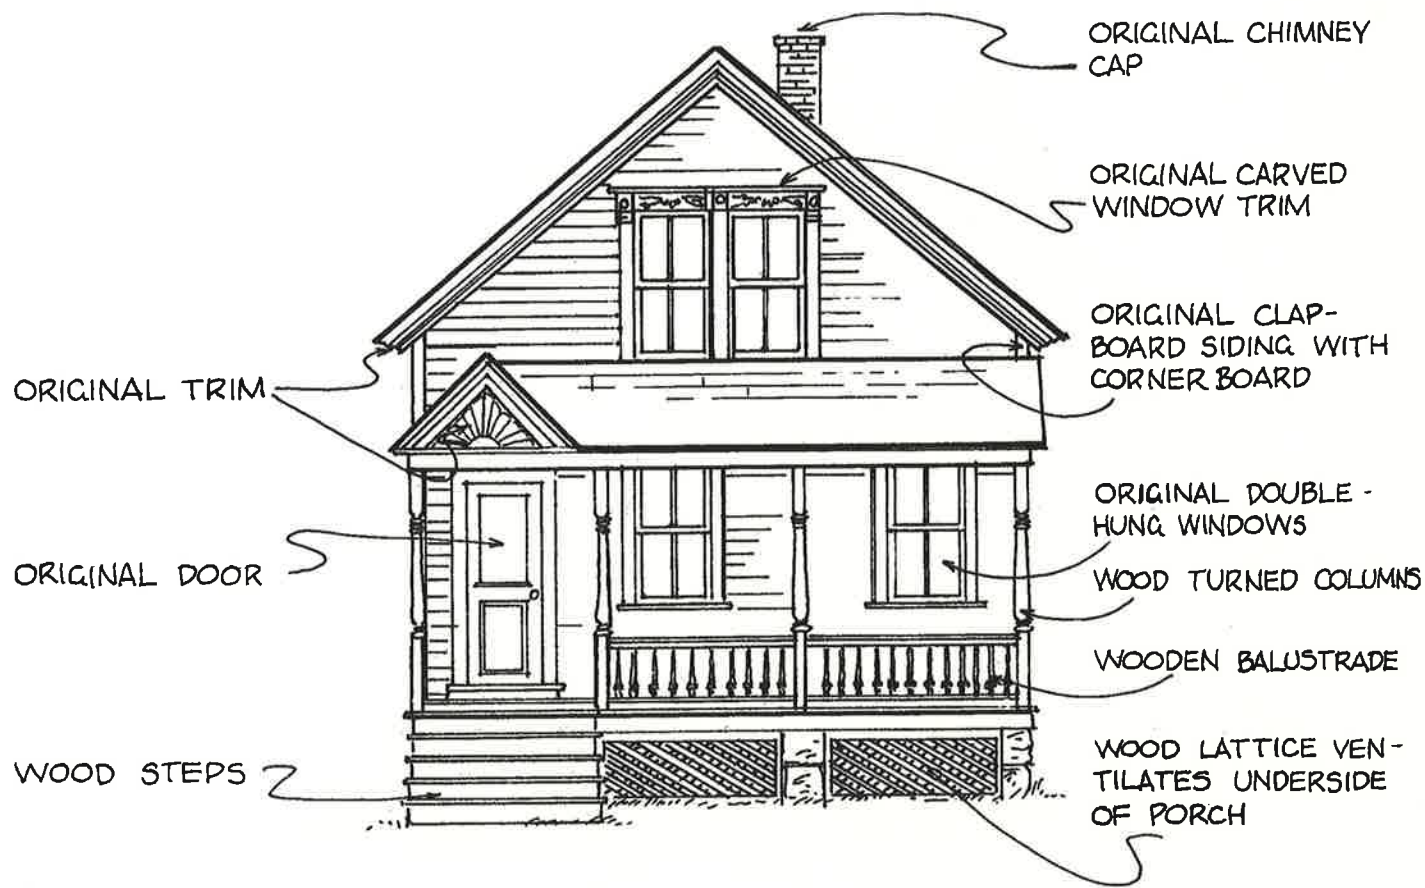 ORIGINAL CHIMNEY
CAP
ORIGINAL CARVED
WINDOW TRIM
ORIGINAL CLAP-
BOARD SIDING WITH
CORNER BOARD
ORIGINAL TRIM
ORIGINAL DOUBLE-
HUNG WINDOWS
ORIGINAL DOOR
WOOD TURNED COLUMNS
WOODEN BALUSTRADE
WOOD STEPS
WOOD LATTICE VEN-
TILATES UNDERSIDE
OF PORCH